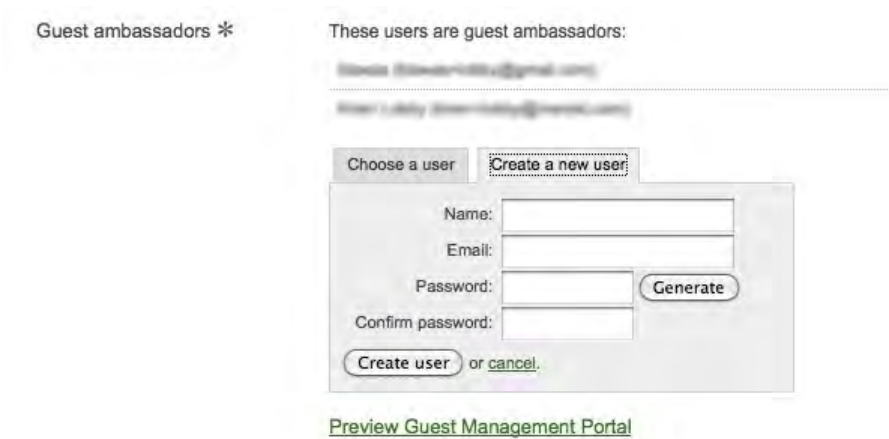 Guest ambassadors * These users are guest ambassadors:
Choose a user Create a new user
Name:
Email:
Password: Generate
Confirm password:
Create user or cancel.
Preview Guest Management Portal